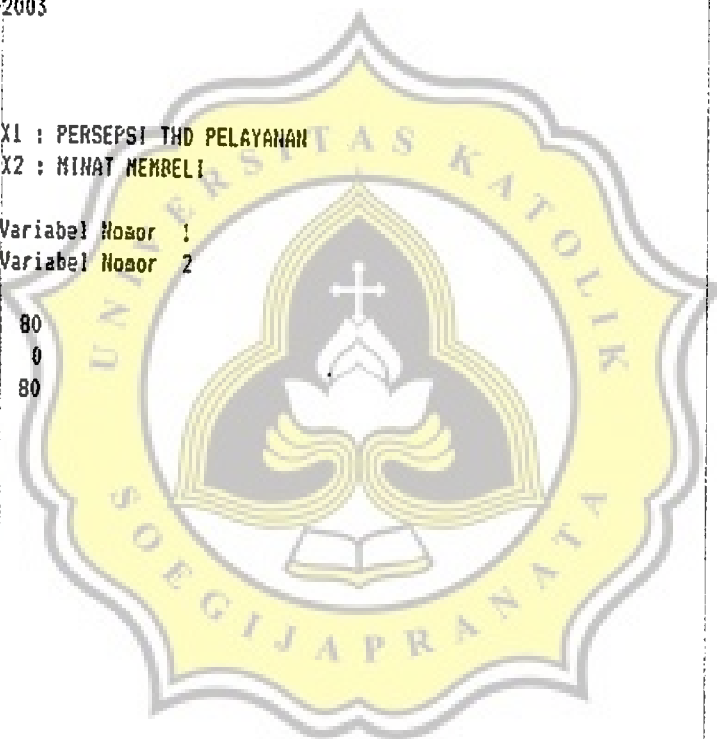 2003
X1 : PERSEPSI THD PELAYANAN
X2 : MINAT MEMBELI
Variabel Nomor 1
Variabel Nomor 2
80
0
80
UNIVERSITAS KATOLIK
SOEGIJAPRANATA